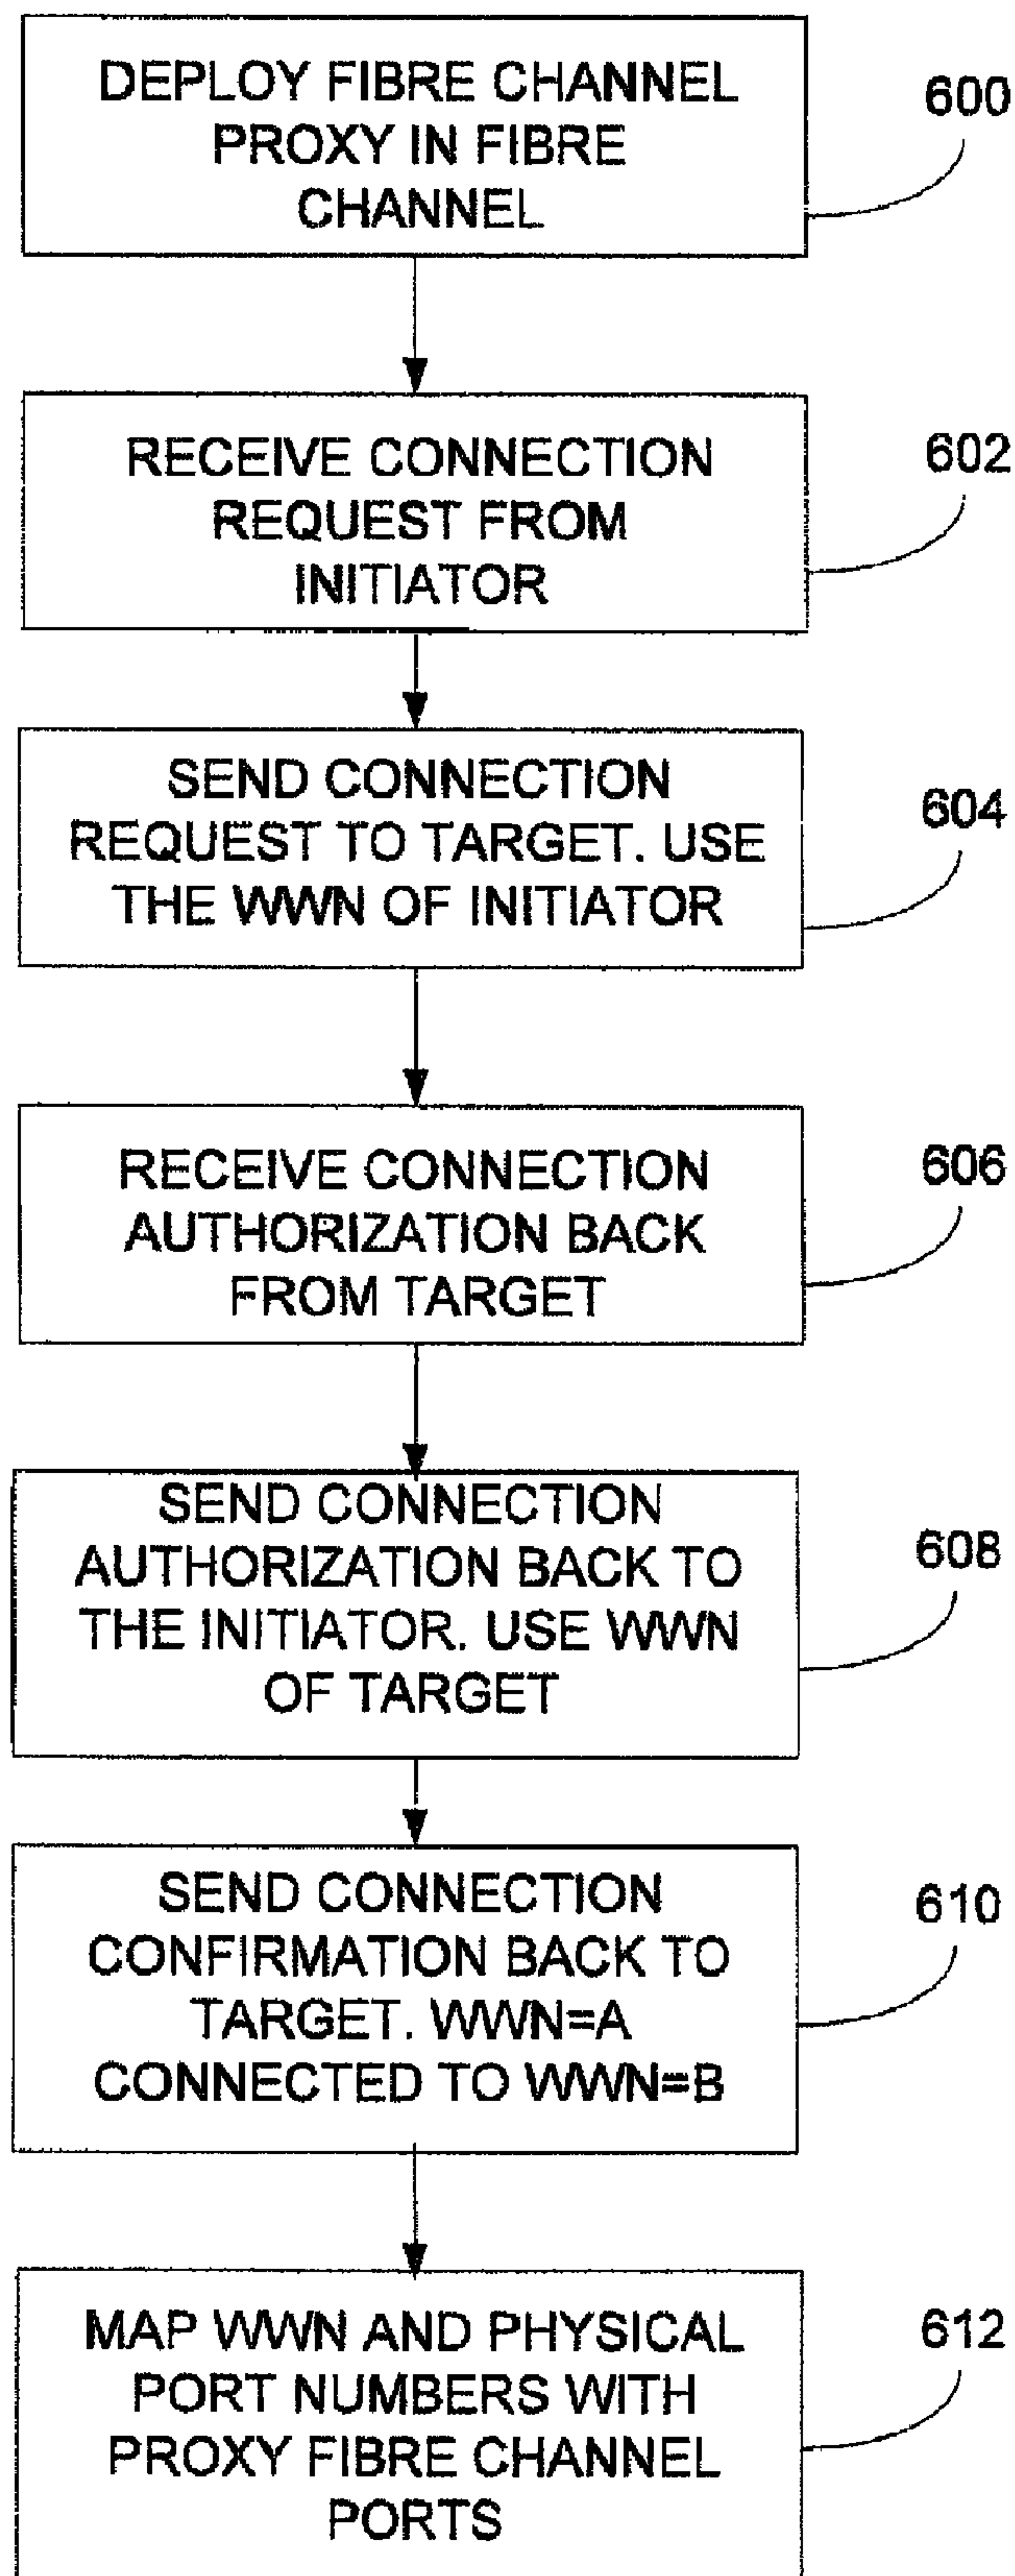 DEPLOY FIBRE CHANNEL
PROXY IN FIBRE
CHANNEL
600
RECEIVE CONNECTION
REQUEST FROM
INITIATOR
602
SEND CONNECTION
REQUEST TO TARGET. USE
THE WWN OF INITIATOR
604
RECEIVE CONNECTION
AUTHORIZATION BACK
FROM TARGET
606
SEND CONNECTION
AUTHORIZATION BACK TO
THE INITIATOR. USE WWN
OF TARGET
608
SEND CONNECTION
CONFIRMATION BACK TO
TARGET. WWN=A
CONNECTED TO WWN=B
610
MAP WWN AND PHYSICAL
PORT NUMBERS WITH
PROXY FIBRE CHANNEL
PORTS
612